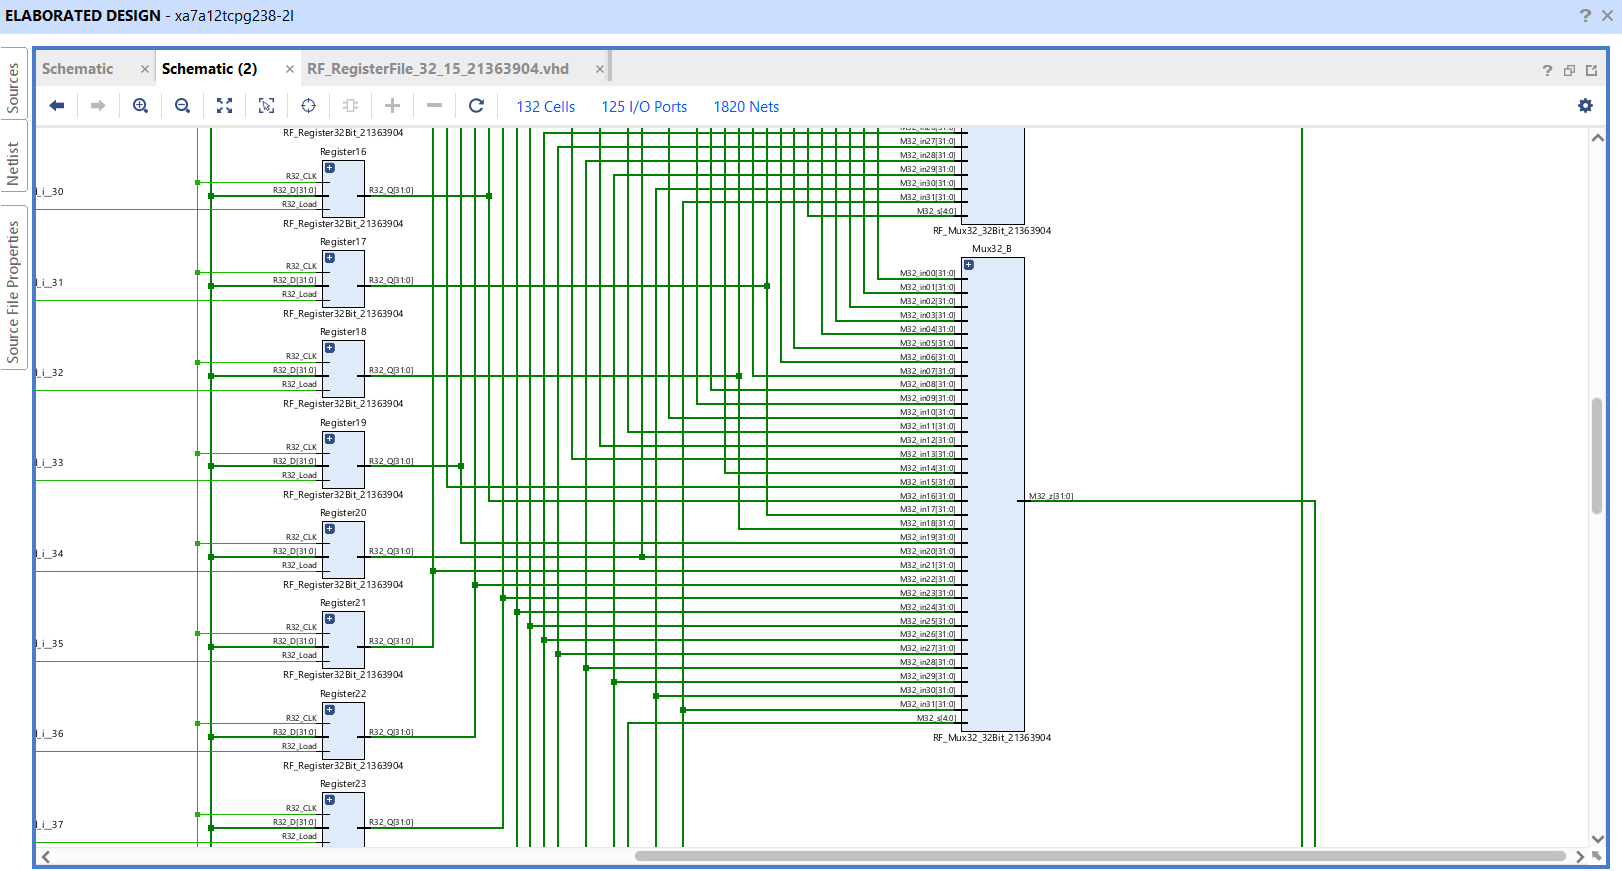 ELABORATED DESIGN - xa7a12tcpg238-2I
Sources
Netlist
Source File Properties
Schematic
Schematic (2)
RF_RegisterFile_32_15_21363904.vhd
132 Cells
125 I/O Ports
1820 Nets
RF_Register32Bit_21363904
Register16
R32_CLK
R32_D[31:0]
R32_Load
R32_Q[31:0]
RF_Register32Bit_21363904
Register17
R32_CLK
R32_D[31:0]
R32_Load
R32_Q[31:0]
RF_Register32Bit_21363904
Register18
R32_CLK
R32_D[31:0]
R32_Load
R32_Q[31:0]
RF_Register32Bit_21363904
Register19
R32_CLK
R32_D[31:0]
R32_Load
R32_Q[31:0]
RF_Register32Bit_21363904
Register20
R32_CLK
R32_D[31:0]
R32_Load
R32_Q[31:0]
RF_Register32Bit_21363904
Register21
R32_CLK
R32_D[31:0]
R32_Load
R32_Q[31:0]
RF_Register32Bit_21363904
Register22
R32_CLK
R32_D[31:0]
R32_Load
R32_Q[31:0]
RF_Register32Bit_21363904
Register23
R32_CLK
R32_D[31:0]
R32_Load
R32_Q[31:0]
_i__30
_i__31
_i__32
_i__33
_i__34
_i__35
_i__36
_i__37
M32_in27[31:0]
M32_in28[31:0]
M32_in29[31:0]
M32_in30[31:0]
M32_in31[31:0]
M32_s[4:0]
RF_Mux32_32Bit_21363904
Mux32_B
M32_in00[31:0]
M32_in01[31:0]
M32_in02[31:0]
M32_in03[31:0]
M32_in04[31:0]
M32_in05[31:0]
M32_in06[31:0]
M32_in07[31:0]
M32_in08[31:0]
M32_in09[31:0]
M32_in10[31:0]
M32_in11[31:0]
M32_in12[31:0]
M32_in13[31:0]
M32_in14[31:0]
M32_in15[31:0]
M32_in16[31:0]
M32_in17[31:0]
M32_in18[31:0]
M32_in19[31:0]
M32_in20[31:0]
M32_in21[31:0]
M32_in22[31:0]
M32_in23[31:0]
M32_in24[31:0]
M32_in25[31:0]
M32_in26[31:0]
M32_in27[31:0]
M32_in28[31:0]
M32_in29[31:0]
M32_in30[31:0]
M32_in31[31:0]
M32_s[4:0]
M32_z[31:0]
RF_Mux32_32Bit_21363904